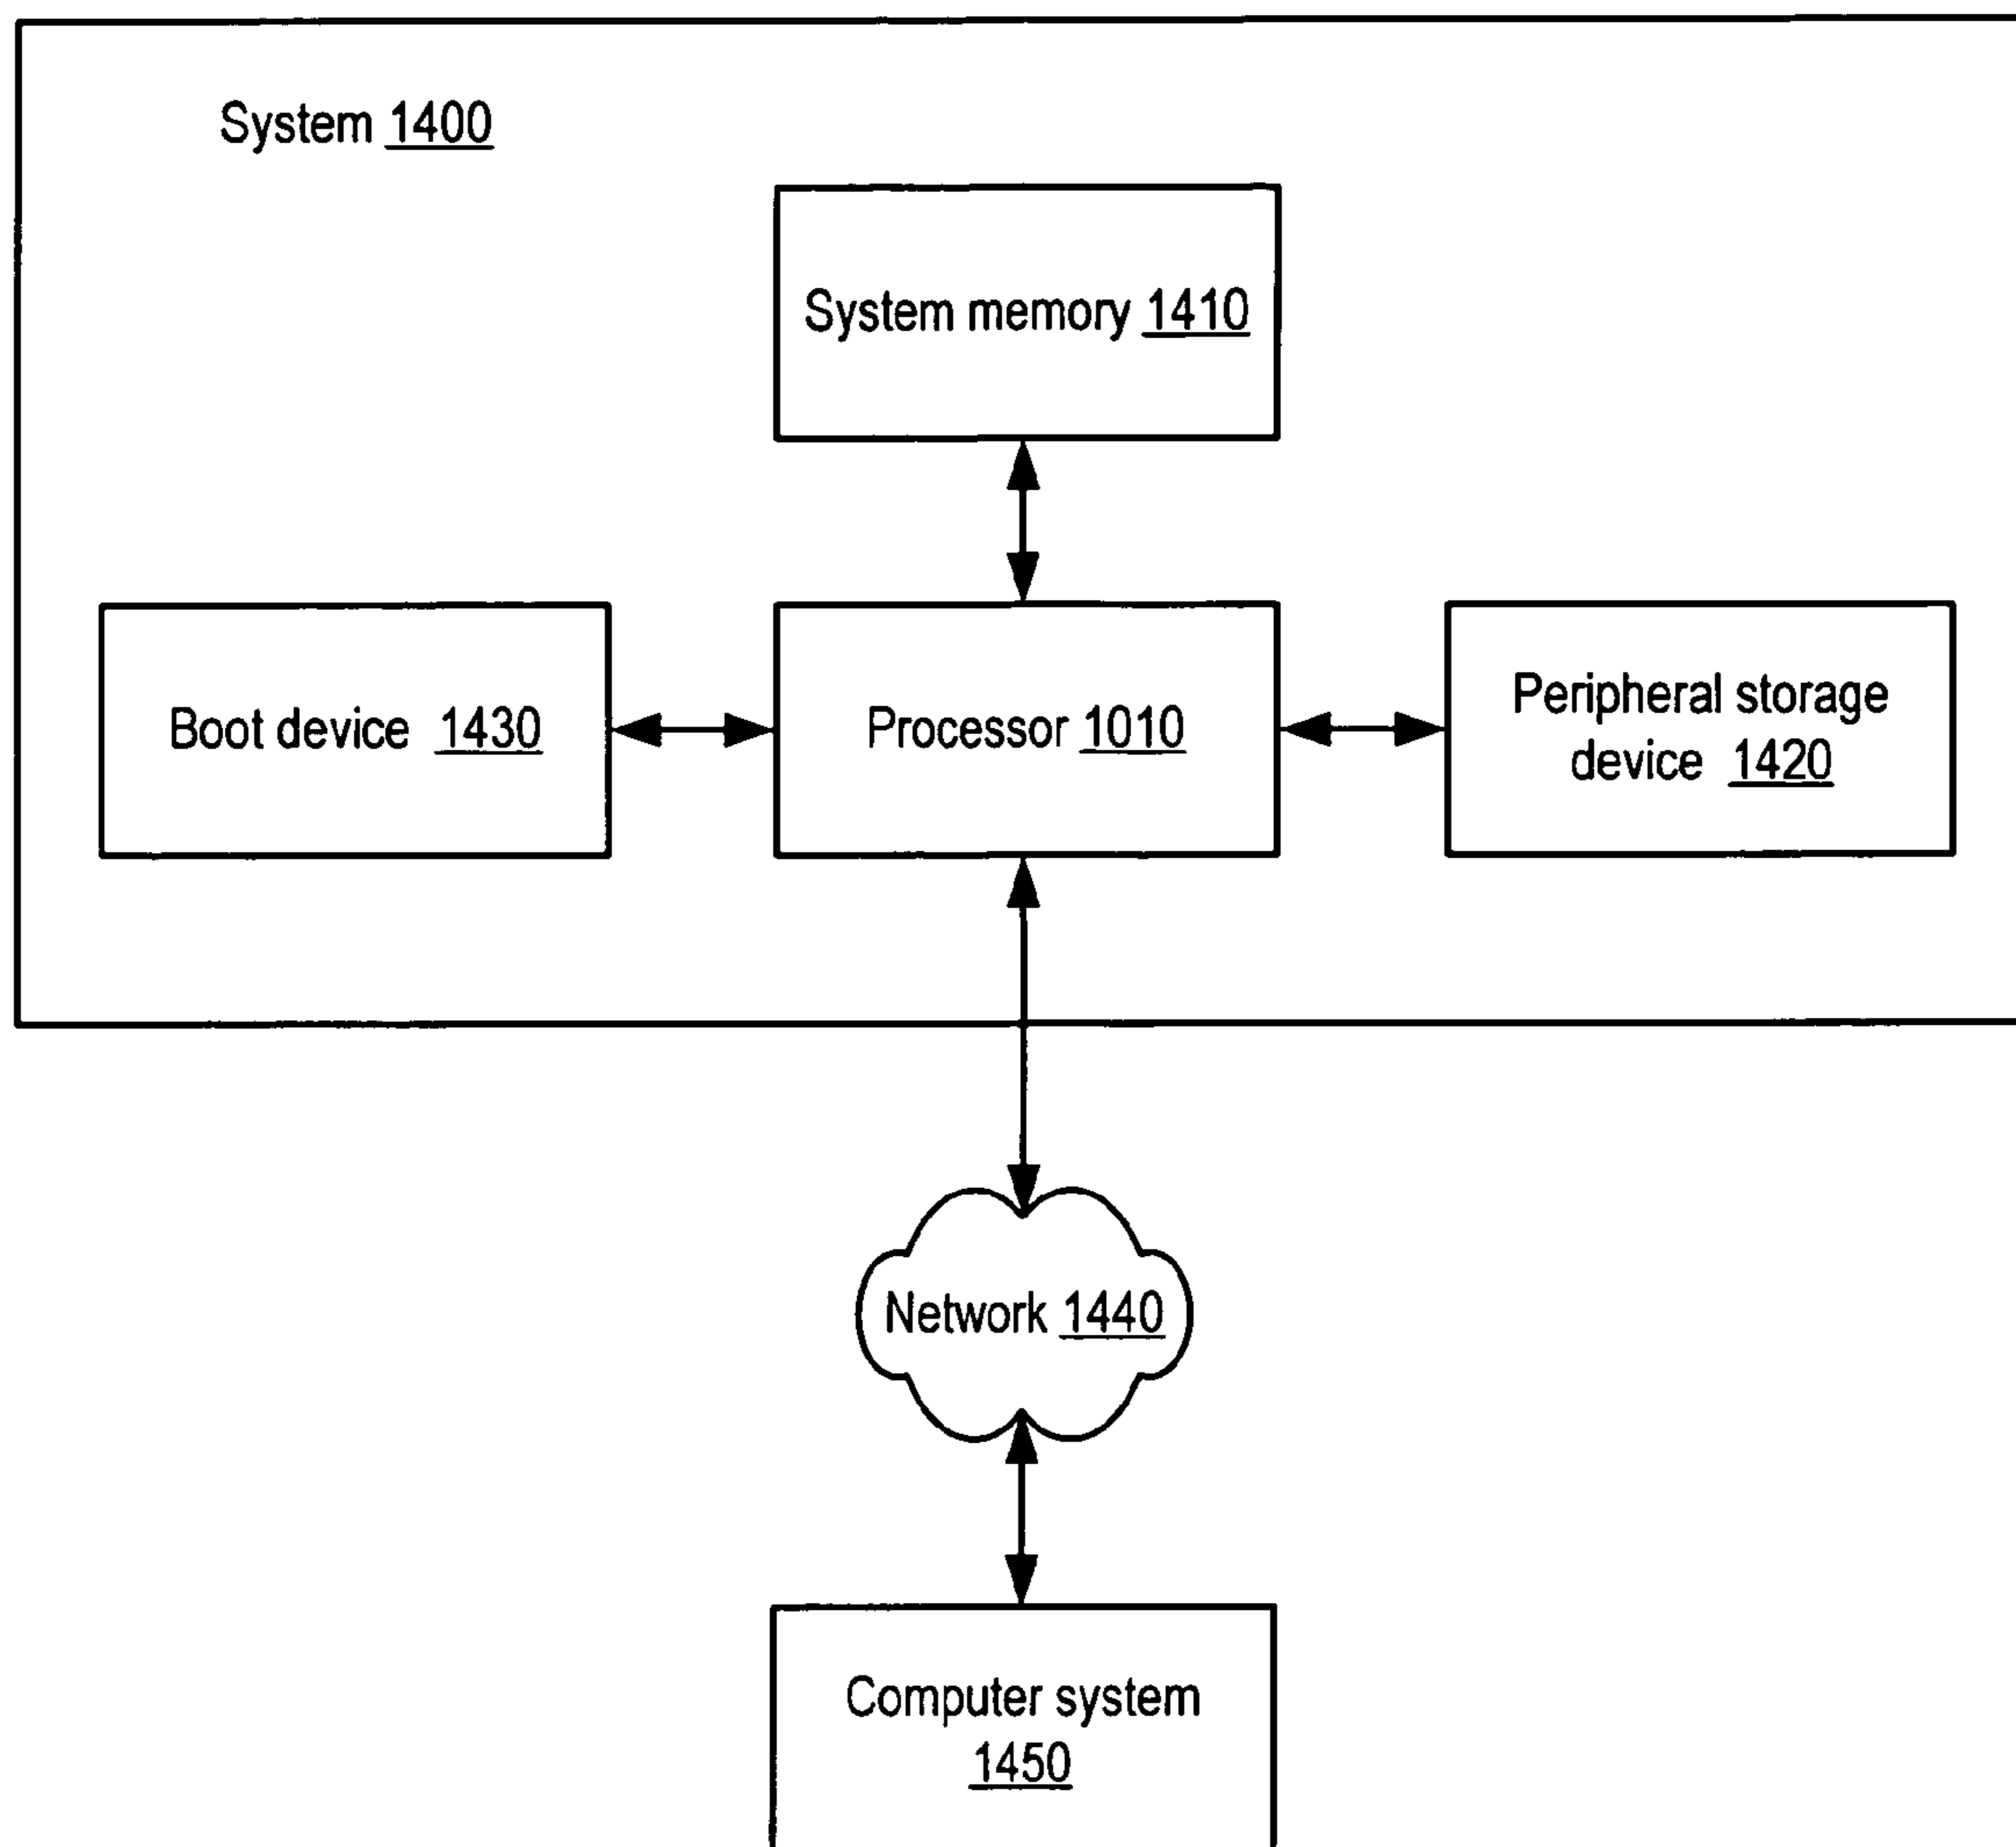 System 1400
System memory 1410
Boot device 1430
Processor 1010
Peripheral storage
device 1420
Network 1440
Computer system
1450